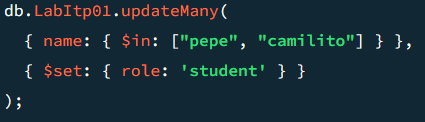 db.LabItp01.updateMany(
{ name: { $in: ["pepe", "camilito"] } },
{ $set: { role: 'student' } }
);